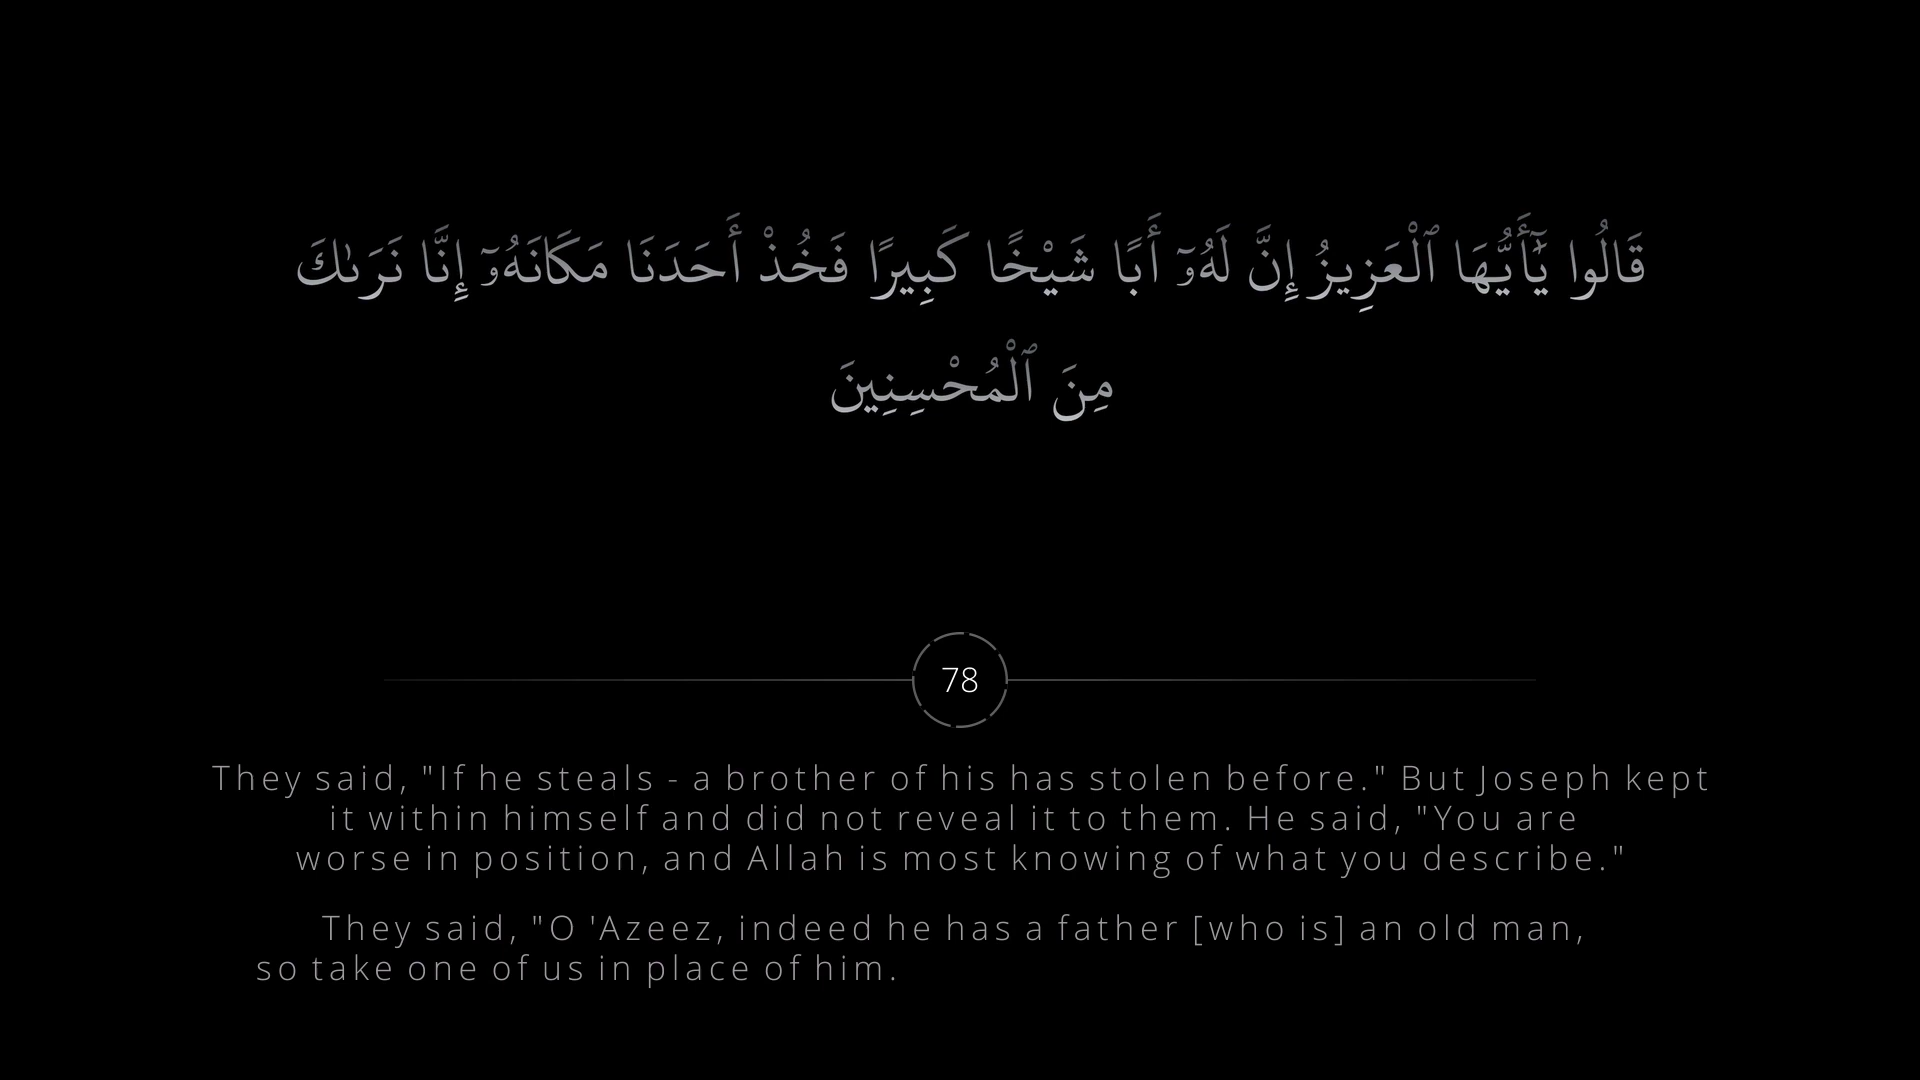 قَالُوا يَٰٓأَيُّهَا ٱلْعَزِيزُ إِنَّ لَهُۥٓ أَبًا شَيْخًا كَبِيرًا فَخُذْ أَحَدَنَا مَكَانَهُۥٓ إِنَّا نَرَىٰكَ
مِنَ ٱلْمُحْسِنِينَ
78
They said, "If he steals - a brother of his has stolen before." But Joseph kept
it within himself and did not reveal it to them. He said, "You are
worse in position, and Allah is most knowing of what you describe."
They said, "O 'Azeez, indeed he has a father [who is] an old man,
so take one of us in place of him.